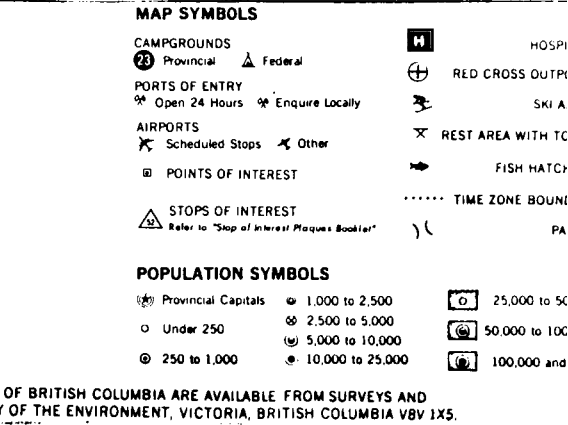 MAP SYMBOLS
CAMPGROUNDS
23 Provincial Federal
PORTS OF ENTRY
Open 24 Hours Enquire Locally
AIRPORTS
Scheduled Stops Other
POINTS OF INTEREST
52 STOPS OF INTEREST
Refer to "Stop of Interest Plaques Booklet"
H HOSPI
RED CROSS OUTPO
SKI A
REST AREA WITH TO
FISH HATCH
TIME ZONE BOUND
PA
POPULATION SYMBOLS
Provincial Capitals 1,000 to 2,500 25,000 to 50
Under 250 2,500 to 5,000 50,000 to 100
5,000 to 10,000
250 to 1,000 10,000 to 25,000 100,000 and
OF BRITISH COLUMBIA ARE AVAILABLE FROM SURVEYS AND
Y OF THE ENVIRONMENT, VICTORIA, BRITISH COLUMBIA V8V 1X5.